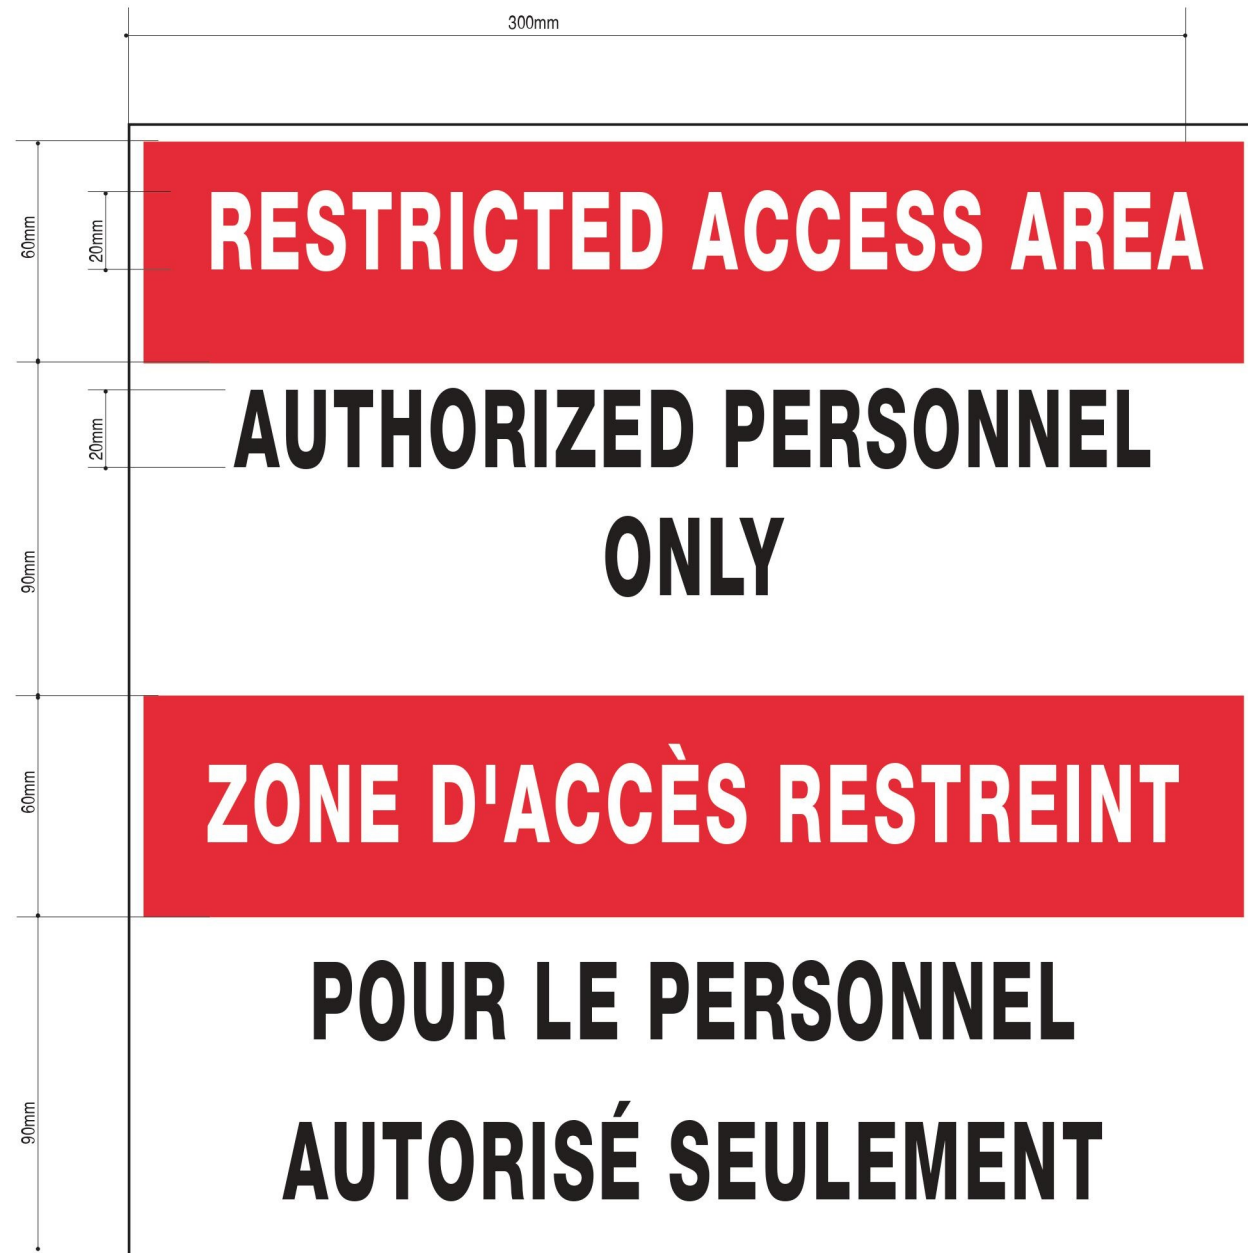 300mm
60mm
20mm
RESTRICTED ACCESS AREA
20mm
AUTHORIZED PERSONNEL
90mm
ONLY
60mm
ZONE D'ACCÈS RESTREINT
POUR LE PERSONNEL
90mm
AUTORISÉ SEULEMENT